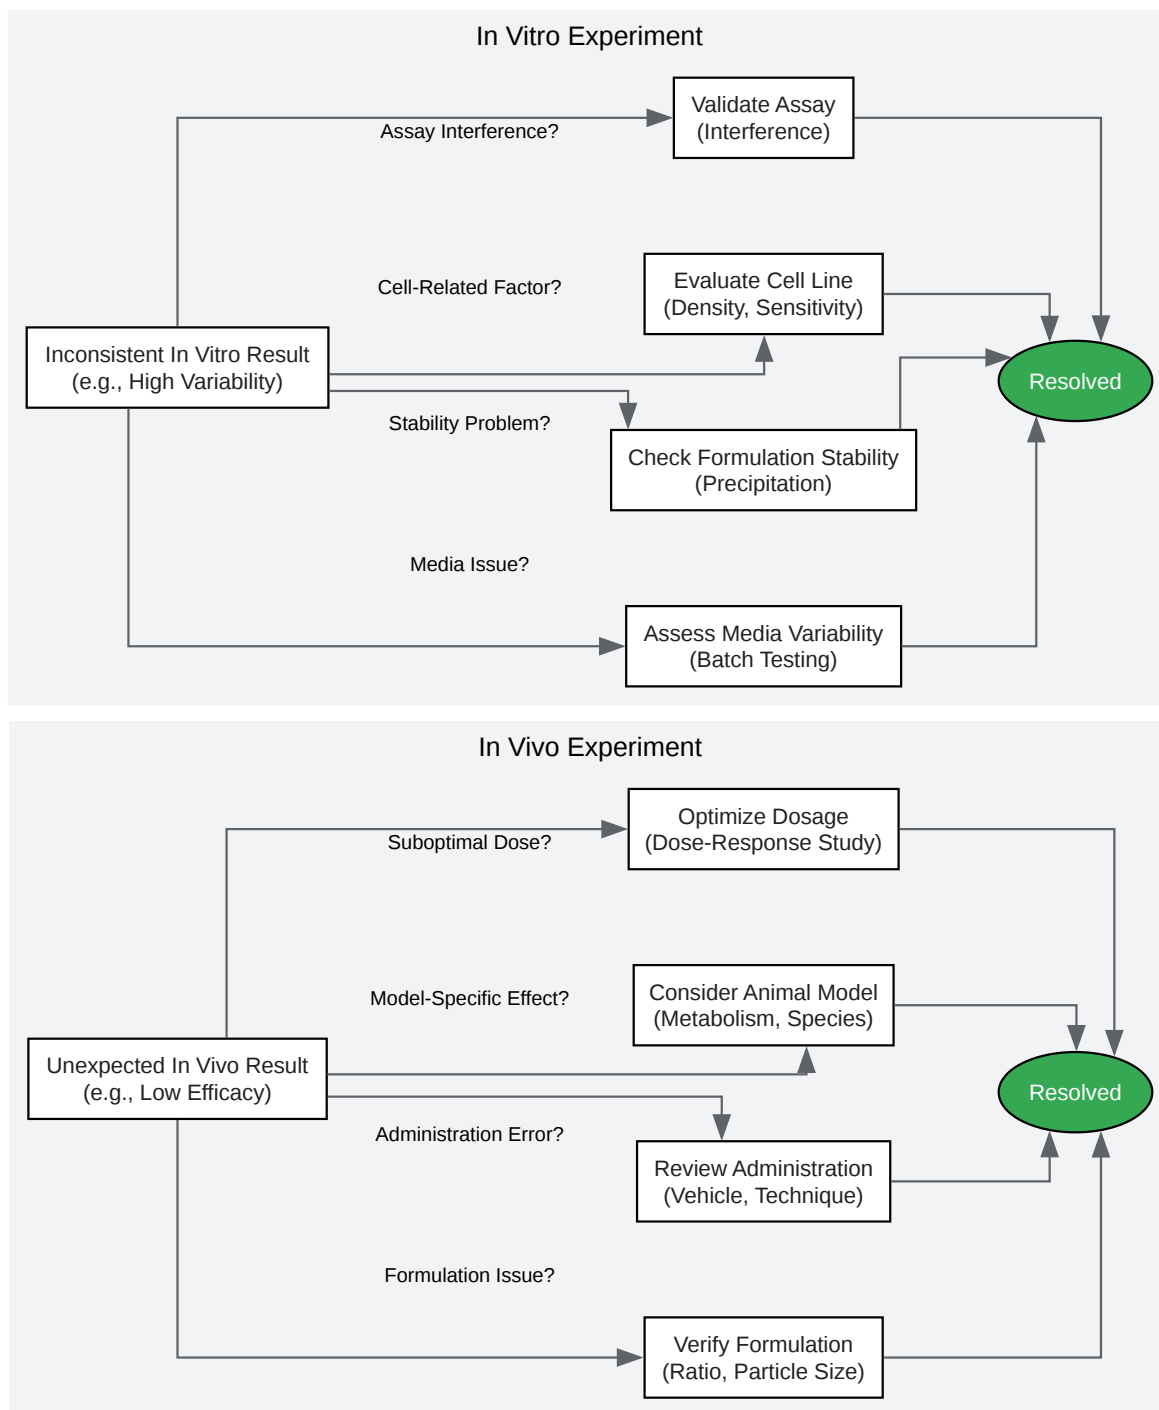 In Vitro Experiment
Validate Assay
(Interference)
Assay Interference?
Cell-Related Factor?
Evaluate Cell Line
(Density, Sensitivity)
Inconsistent In Vitro Result
(e.g., High Variability)
Resolved
Stability Problem?
Check Formulation Stability
(Precipitation)
Media Issue?
Assess Media Variability
(Batch Testing)
In Vivo Experiment
Optimize Dosage
(Dose-Response Study)
Suboptimal Dose?
Model-Specific Effect?
Consider Animal Model
(Metabolism, Species)
Unexpected In Vivo Result
(e.g., Low Efficacy)
Resolved
Administration Error?
Review Administration
(Vehicle, Technique)
Formulation Issue?
Verify Formulation
(Ratio, Particle Size)